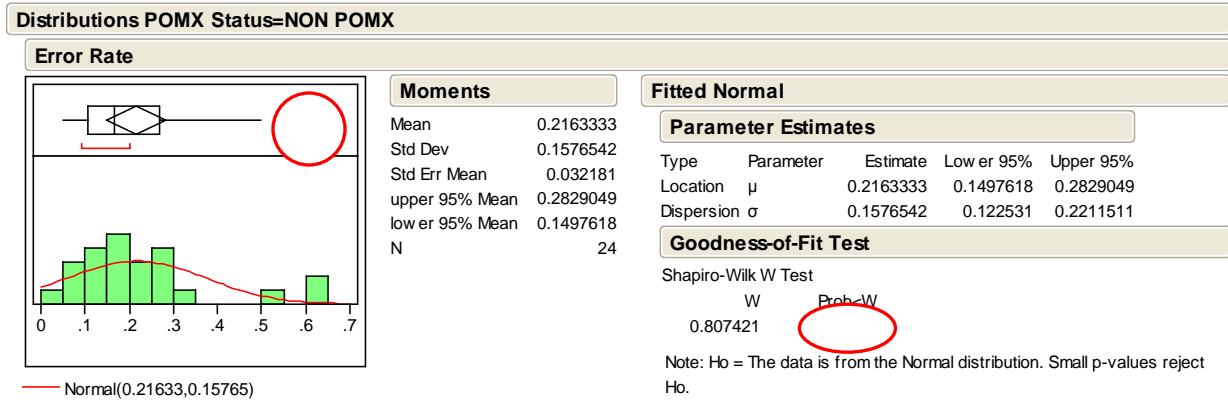 Distributions POMX Status=NON POMX
Error Rate
0 .1 .2 .3 .4 .5 .6 .7
Normal(0.21633,0.15765)
Moments
Mean 0.2163333
Std Dev 0.1576542
Std Err Mean 0.032181
upper 95% Mean 0.2829049
lower 95% Mean 0.1497618
N 24
Fitted Normal
Parameter Estimates
Type Parameter Estimate Lower 95% Upper 95%
Location μ 0.2163333 0.1497618 0.2829049
Dispersion σ 0.1576542 0.122531 0.2211511
Goodness-of-Fit Test
Shapiro-Wilk W Test
W Prob<W
0.807421
Note: Ho = The data is from the Normal distribution. Small p-values reject
Ho.